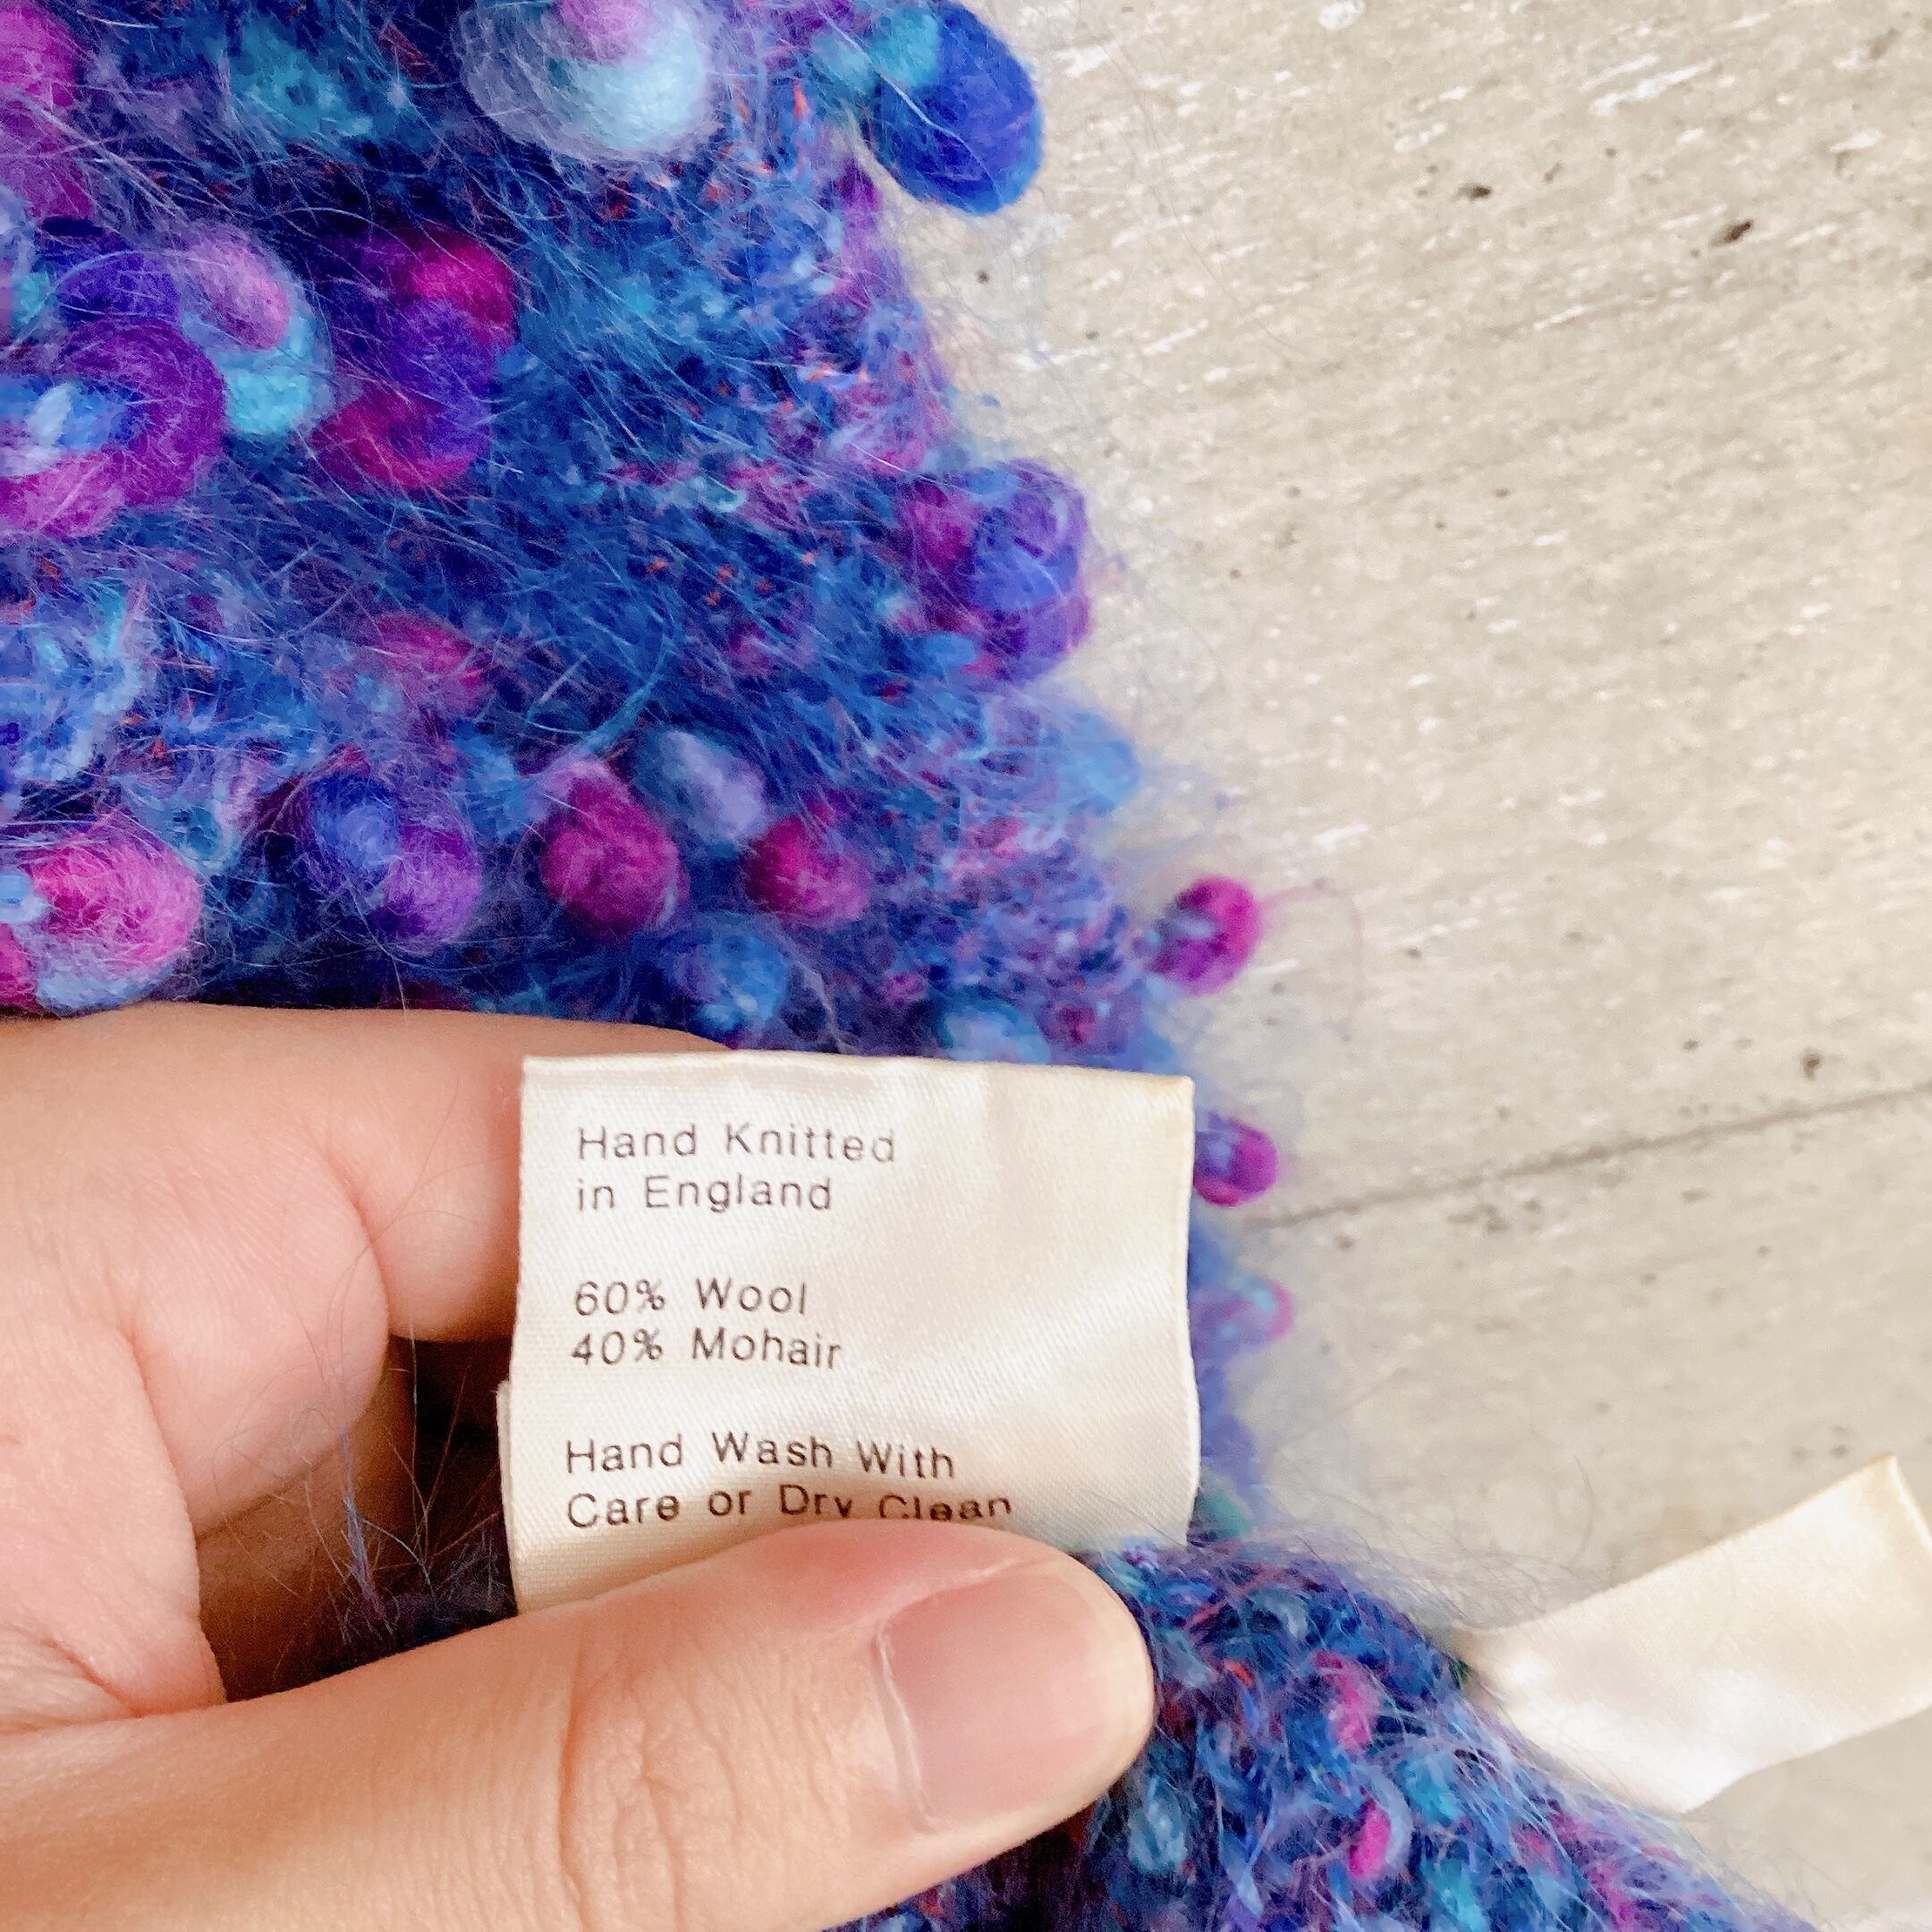 Hand Knitted
in England
60% Wool
40% Mohair
Hand Wash With
Care or Dry Clean